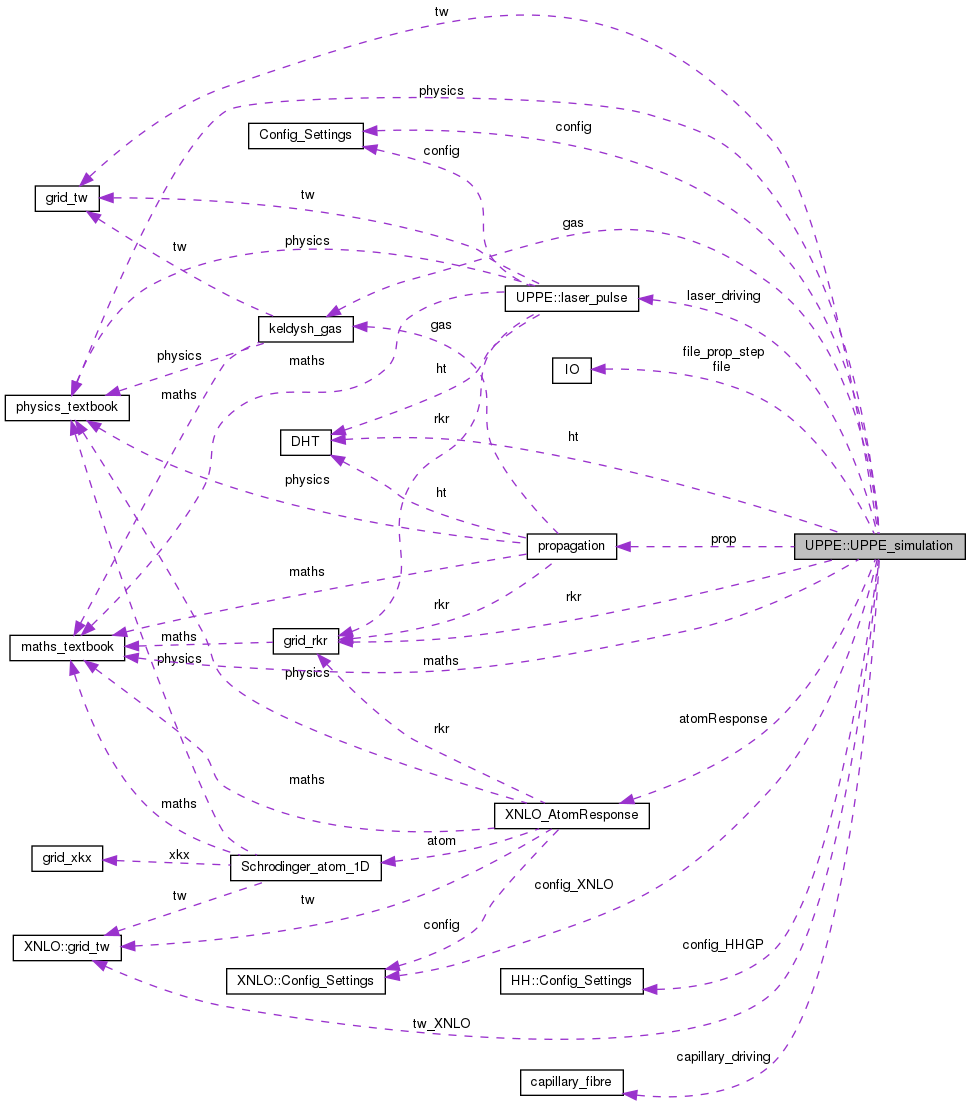 tw
physics
Config_Settings
config
config
grid_tw
tw
gas
physics
tw
UPPE::laser_pulse
laser_driving
keldysh_gas
gas
file_prop_step
file
physics
maths
ht
IO
maths
physics_textbook
rkr
DHT
ht
physics
ht
prop
propagation
UPPE::UPPE_simulation
maths
rkr
rkr
maths
grid_rkr
maths_textbook
maths
physics
physics
rkr
atomResponse
maths
maths
XNLO_AtomResponse
atom
grid_xkx
xkx
Schrodinger_atom_1D
config_XNLO
tw
tw
config
XNLO::grid_tw
config_HHGP
XNLO::Config_Settings
HH::Config_Settings
tw_XNLO
capillary_driving
capillary_fibre